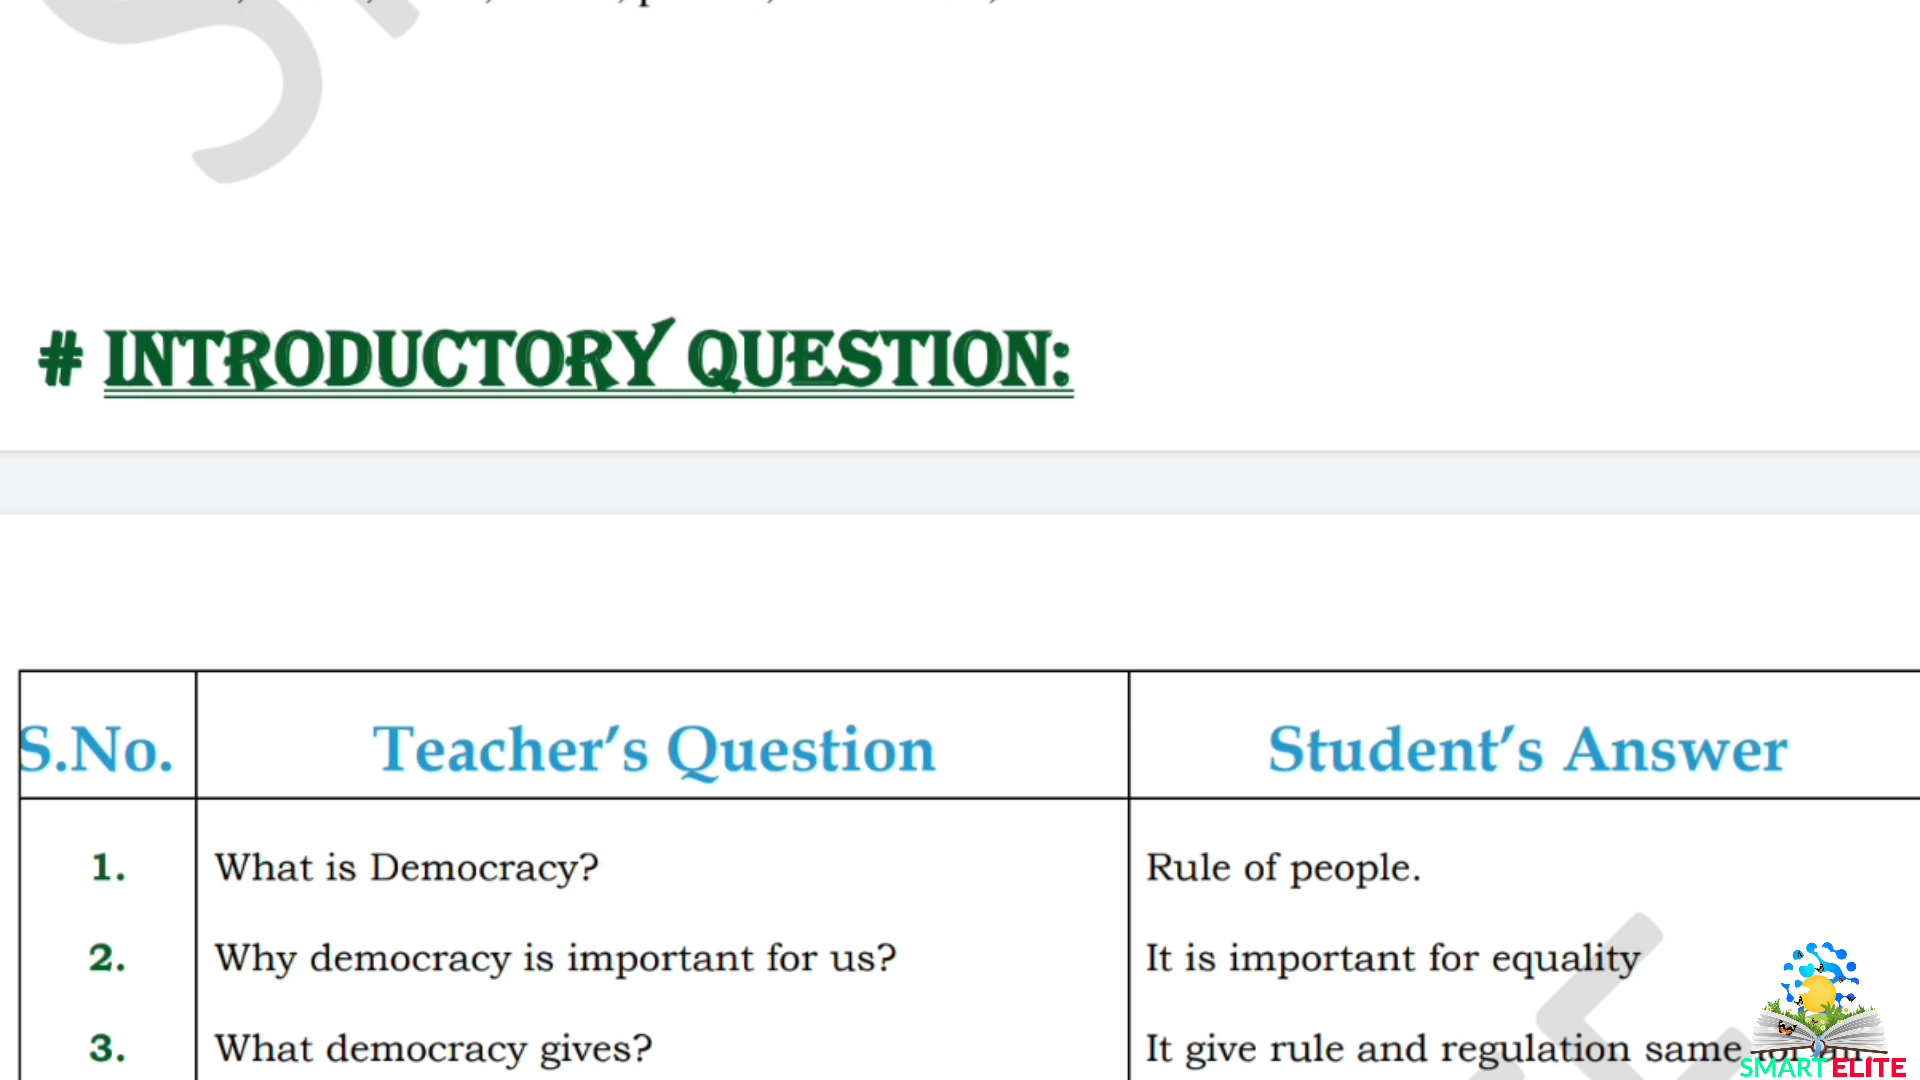 # INTRODUCTORY QUESTION:
S.No. Teacher's Question Student's Answer
1. What is Democracy? Rule of people.
2. Why democracy is important for us? It is important for equality
3. What democracy gives? It give rule and regulation same
SMART ELITE